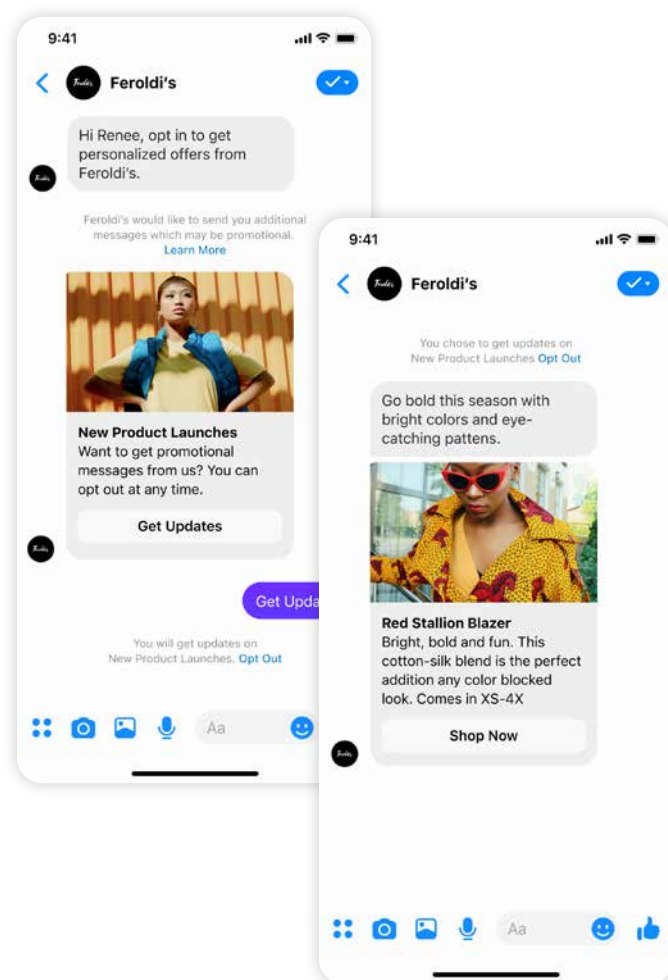 9:41
Feroldi's
Hi Renee, opt in to get
personalized offers from
Feroldi's.
Feroldi's would like to send you additional
messages which may be promotional.
Learn More
New Product Launches
Want to get promotional
messages from us? You can
opt out at any time.
Get Updates
Get Upda
You will get updates on
New Product Launches. Opt Out
Aa
9:41
Feroldi's
You chose to get updates on
New Product Launches Opt Out
Go bold this season with
bright colors and eye-
catching pattens.
Red Stallion Blazer
Bright, bold and fun. This
cotton-silk blend is the perfect
addition any color blocked
look. Comes in XS-4X
Shop Now
Aa